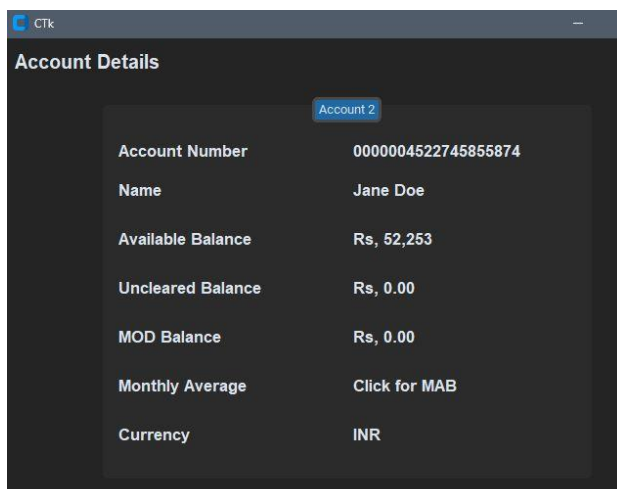 CTk
Account Details
Account 2
Account Number 0000004522745855874
Name Jane Doe
Available Balance Rs, 52,253
Uncleared Balance Rs, 0.00
MOD Balance Rs, 0.00
Monthly Average Click for MAB
Currency INR